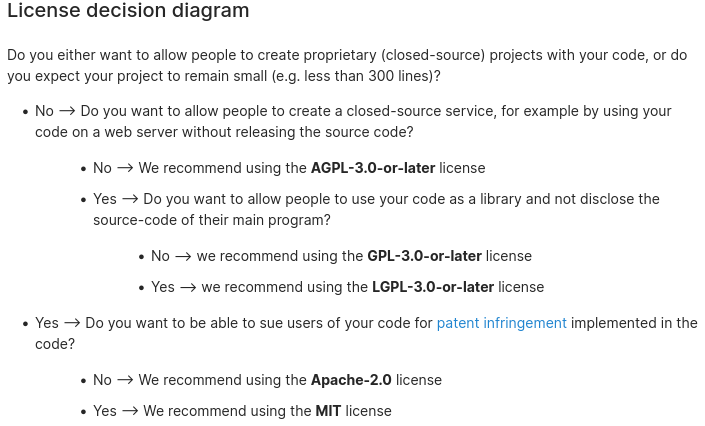 License decision diagram
Do you either want to allow people to create proprietary (closed-source) projects with your code, or do
you expect your project to remain small (e.g. less than 300 lines)?
• No → Do you want to allow people to create a closed-source service, for example by using your
code on a web server without releasing the source code?
• No → We recommend using the AGPL-3.0-or-later license
• Yes → Do you want to allow people to use your code as a library and not disclose the
source-code of their main program?
• No → we recommend using the GPL-3.0-or-later license
• Yes → we recommend using the LGPL-3.0-or-later license
• Yes → Do you want to be able to sue users of your code for patent infringement implemented in the
code?
• No → We recommend using the Apache-2.0 license
• Yes → We recommend using the MIT license